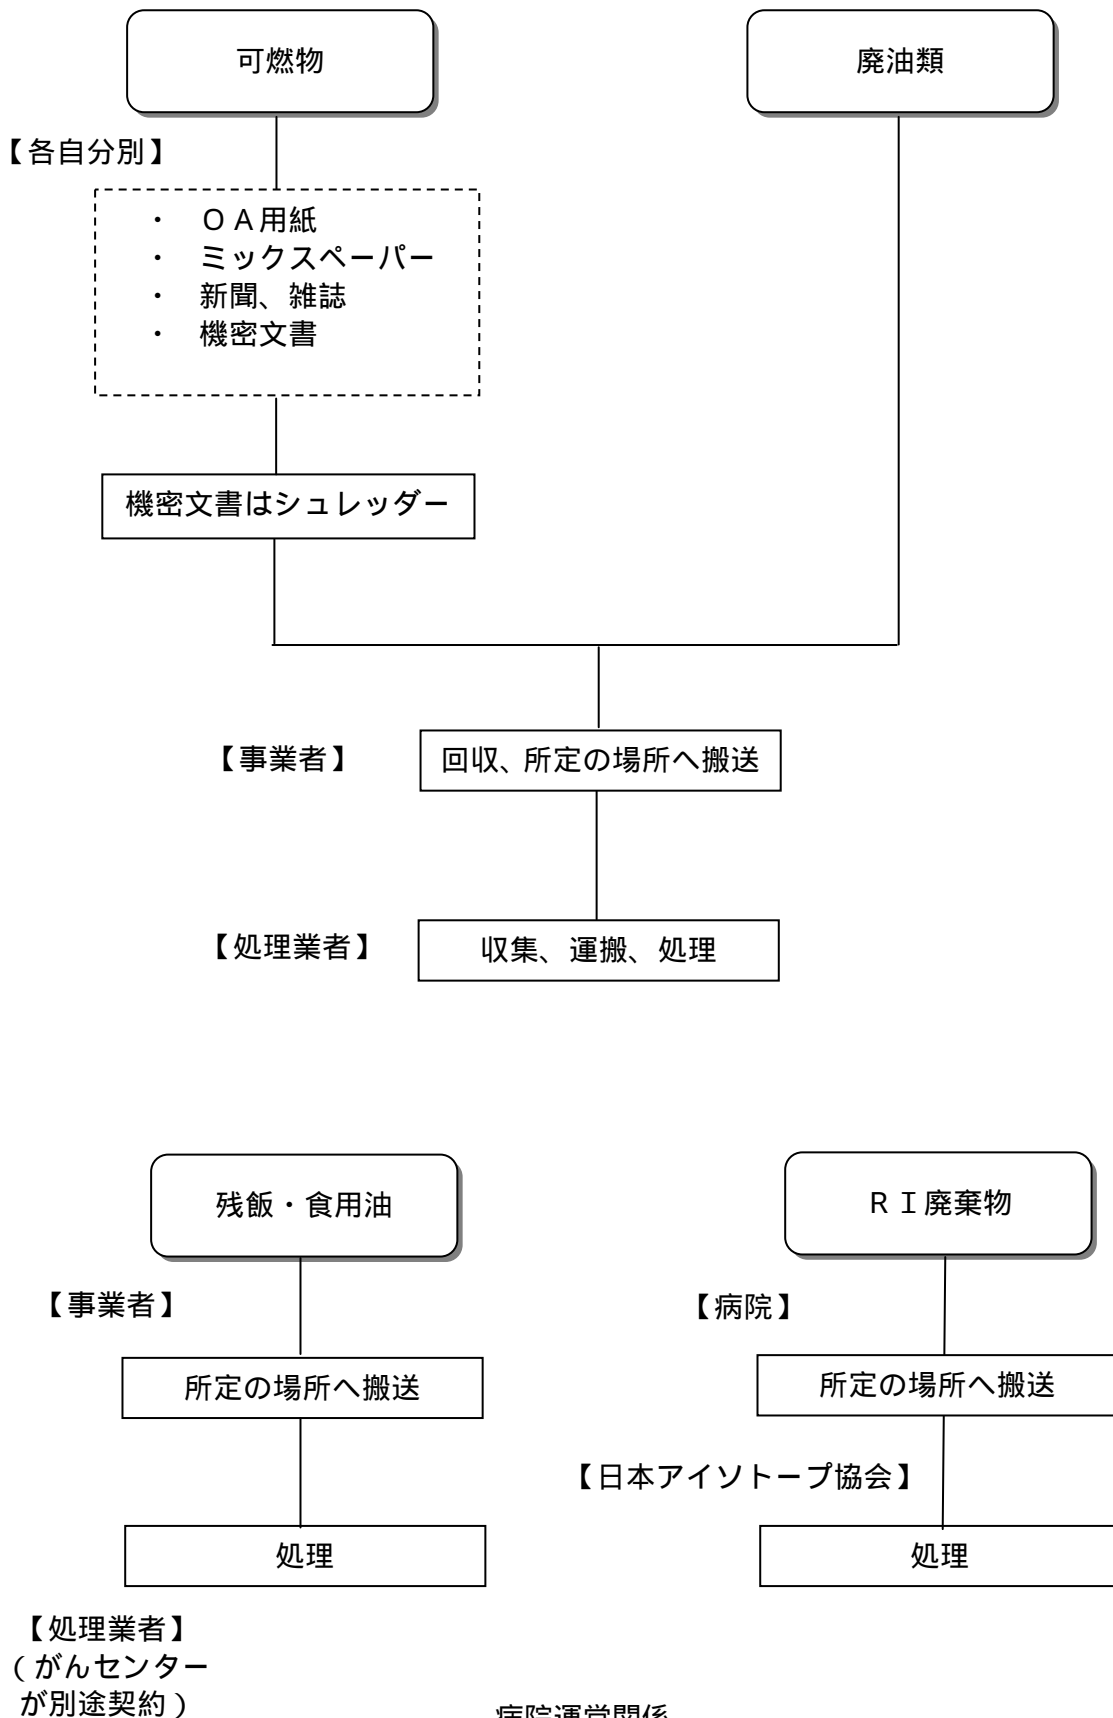 可燃物
廃油類
【各自分別】
・　ＯＡ用紙
・　ミックスペーパー
・　新聞、雑誌
・　機密文書
機密文書はシュレッダー
【事業者】
回収、所定の場所へ搬送
【処理業者】
収集、運搬、処理
残飯・食用油
ＲＩ廃棄物
【事業者】
【病院】
所定の場所へ搬送
所定の場所へ搬送
【日本アイソトープ協会】
処理
処理
【処理業者】
（がんセンター
が別途契約）
病院運営関係